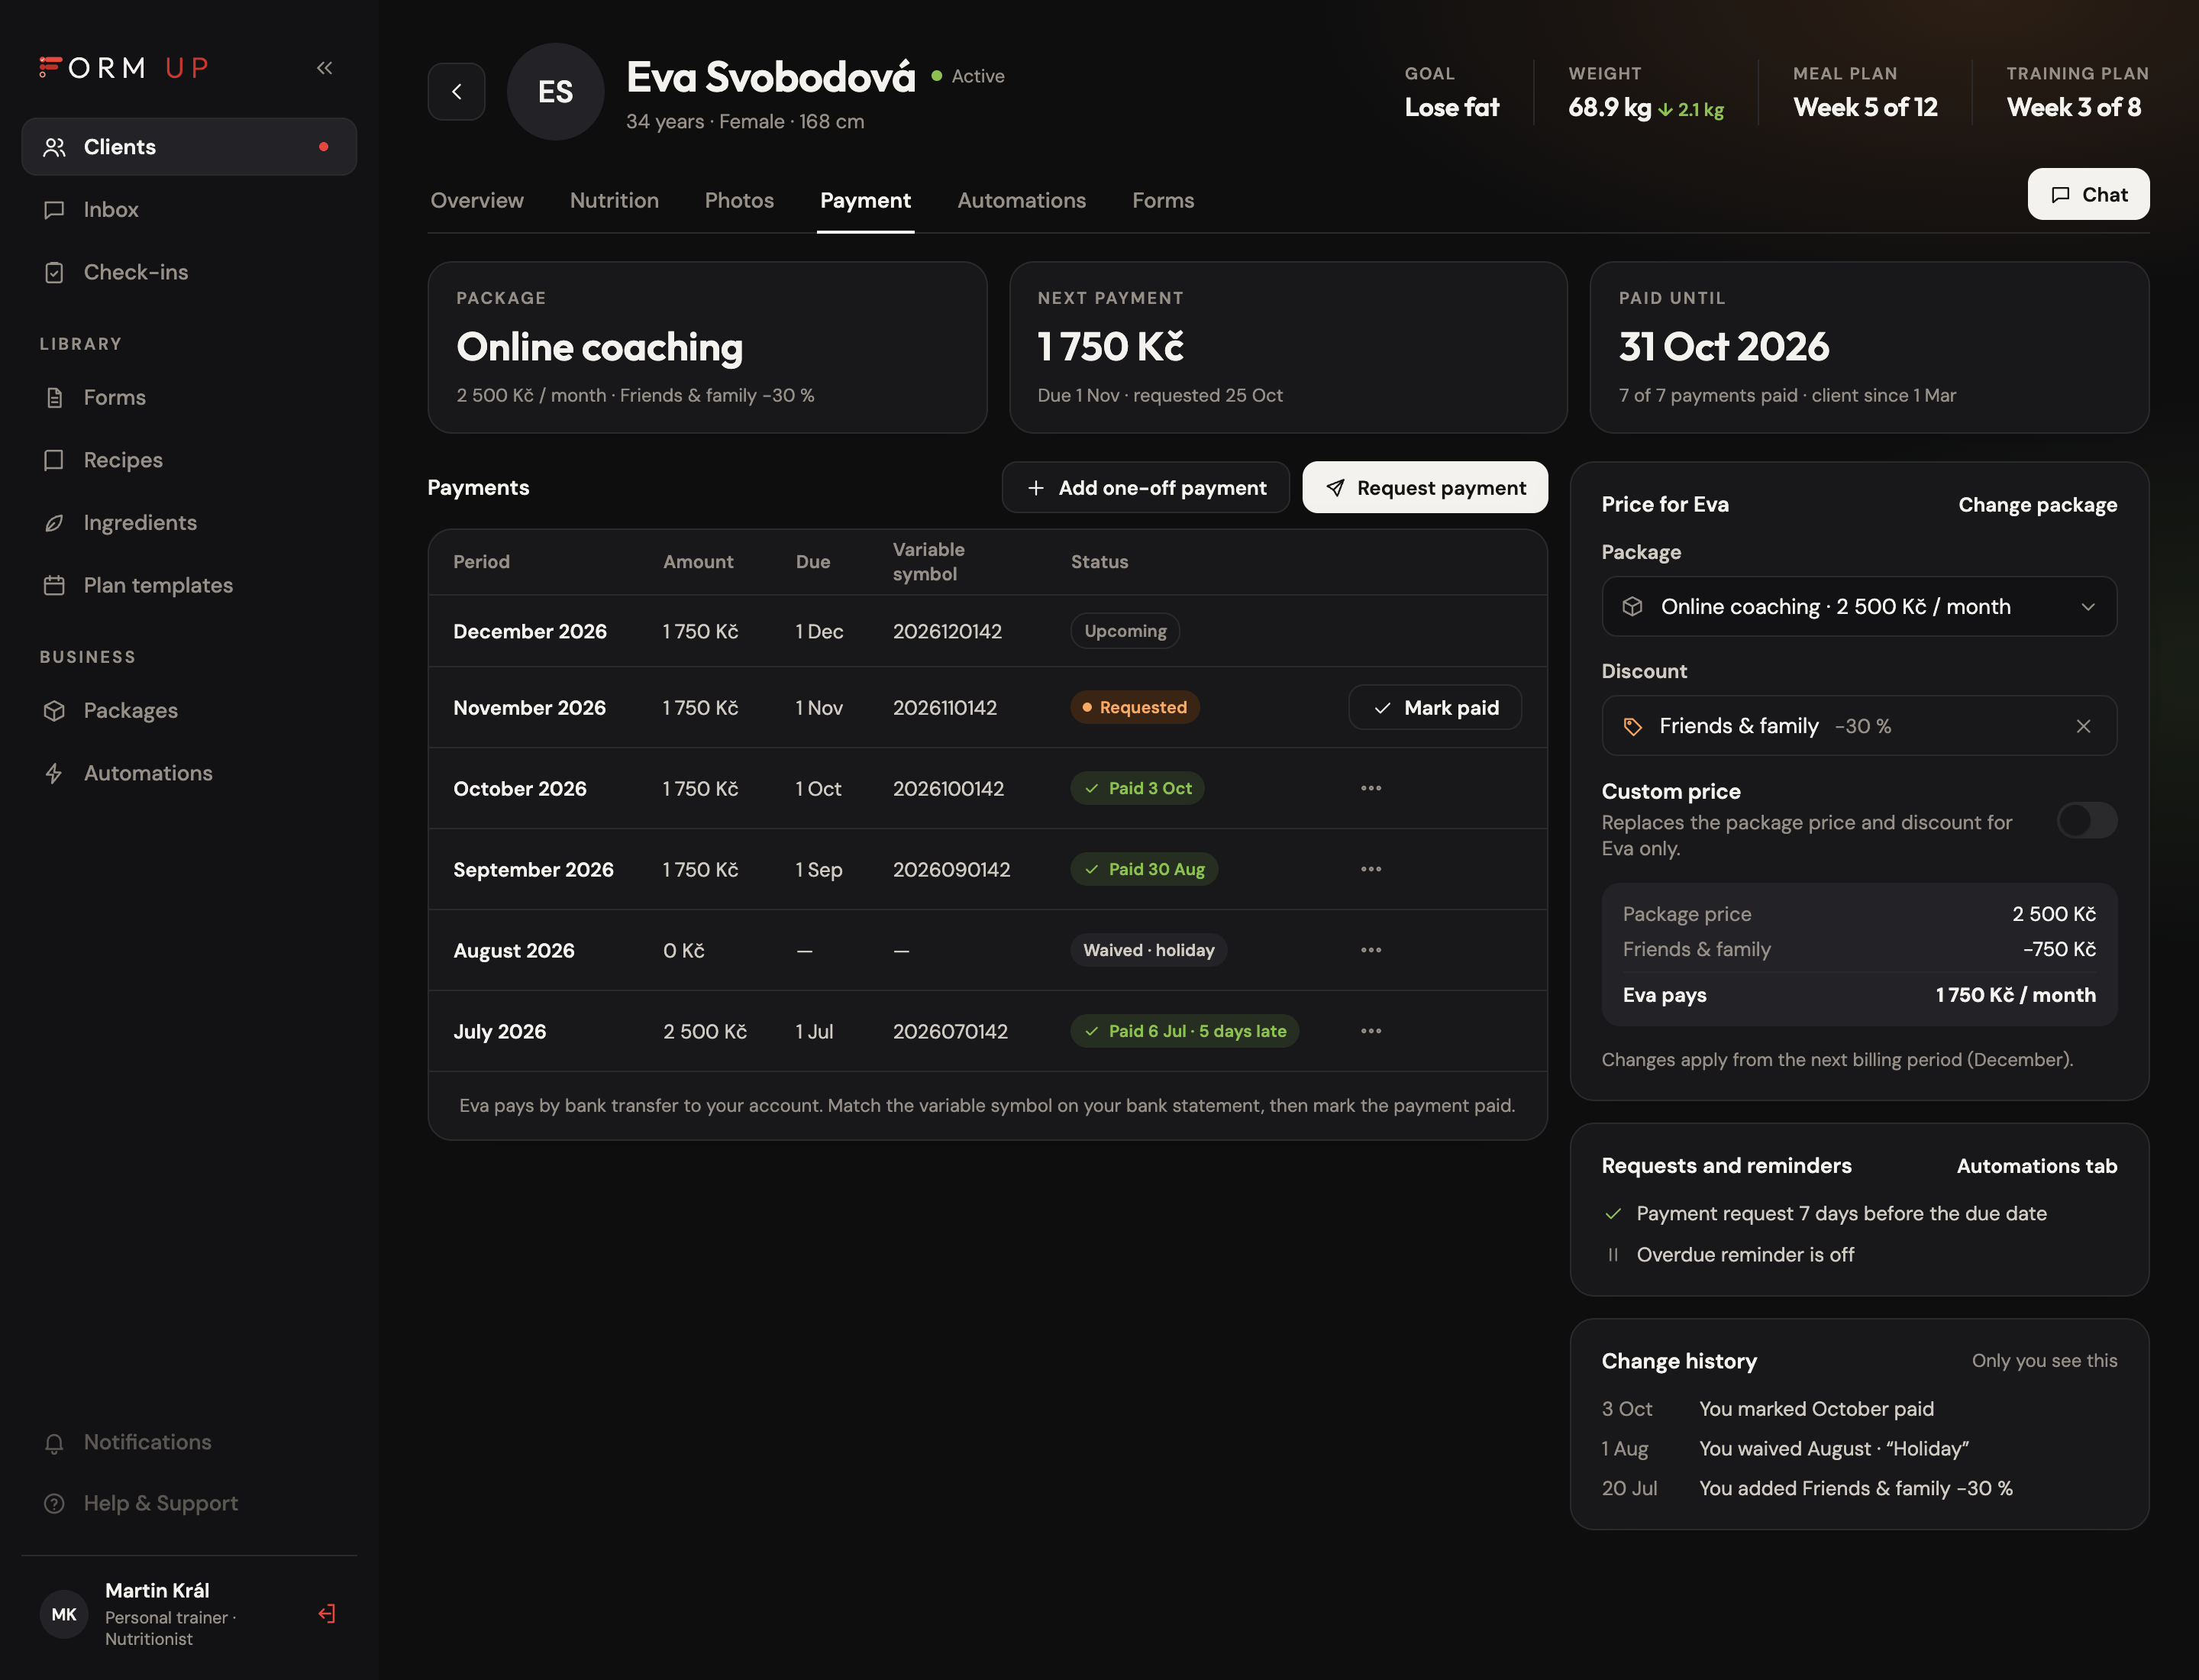 FORM UP
Clients
Inbox
Check-ins
LIBRARY
Forms
Recipes
Ingredients
Plan templates
BUSINESS
Packages
Automations
Notifications
Help & Support
MK
Martin Král
Personal trainer ·
Nutritionist
ES
Eva Svobodová
Active
34 years · Female · 168 cm
GOAL
Lose fat
WEIGHT
68.9 kg ↓ 2.1 kg
MEAL PLAN
Week 5 of 12
TRAINING PLAN
Week 3 of 8
Overview Nutrition Photos Payment Automations Forms
Chat
PACKAGE
Online coaching
2 500 Kč / month · Friends & family −30 %
NEXT PAYMENT
1 750 Kč
Due 1 Nov · requested 25 Oct
PAID UNTIL
31 Oct 2026
7 of 7 payments paid · client since 1 Mar
Payments
Add one-off payment
Request payment
Period Amount Due Variable symbol Status
December 2026 1 750 Kč 1 Dec 2026120142 Upcoming
November 2026 1 750 Kč 1 Nov 2026110142 Requested Mark paid
October 2026 1 750 Kč 1 Oct 2026100142 Paid 3 Oct
September 2026 1 750 Kč 1 Sep 2026090142 Paid 30 Aug
August 2026 0 Kč — — Waived · holiday
July 2026 2 500 Kč 1 Jul 2026070142 Paid 6 Jul · 5 days late
Eva pays by bank transfer to your account. Match the variable symbol on your bank statement, then mark the payment paid.
Price for Eva
Change package
Package
Online coaching · 2 500 Kč / month
Discount
Friends & family −30 %
Custom price
Replaces the package price and discount for
Eva only.
Package price 2 500 Kč
Friends & family −750 Kč
Eva pays 1 750 Kč / month
Changes apply from the next billing period (December).
Requests and reminders
Automations tab
Payment request 7 days before the due date
Overdue reminder is off
Change history
Only you see this
3 Oct You marked October paid
1 Aug You waived August · “Holiday”
20 Jul You added Friends & family −30 %